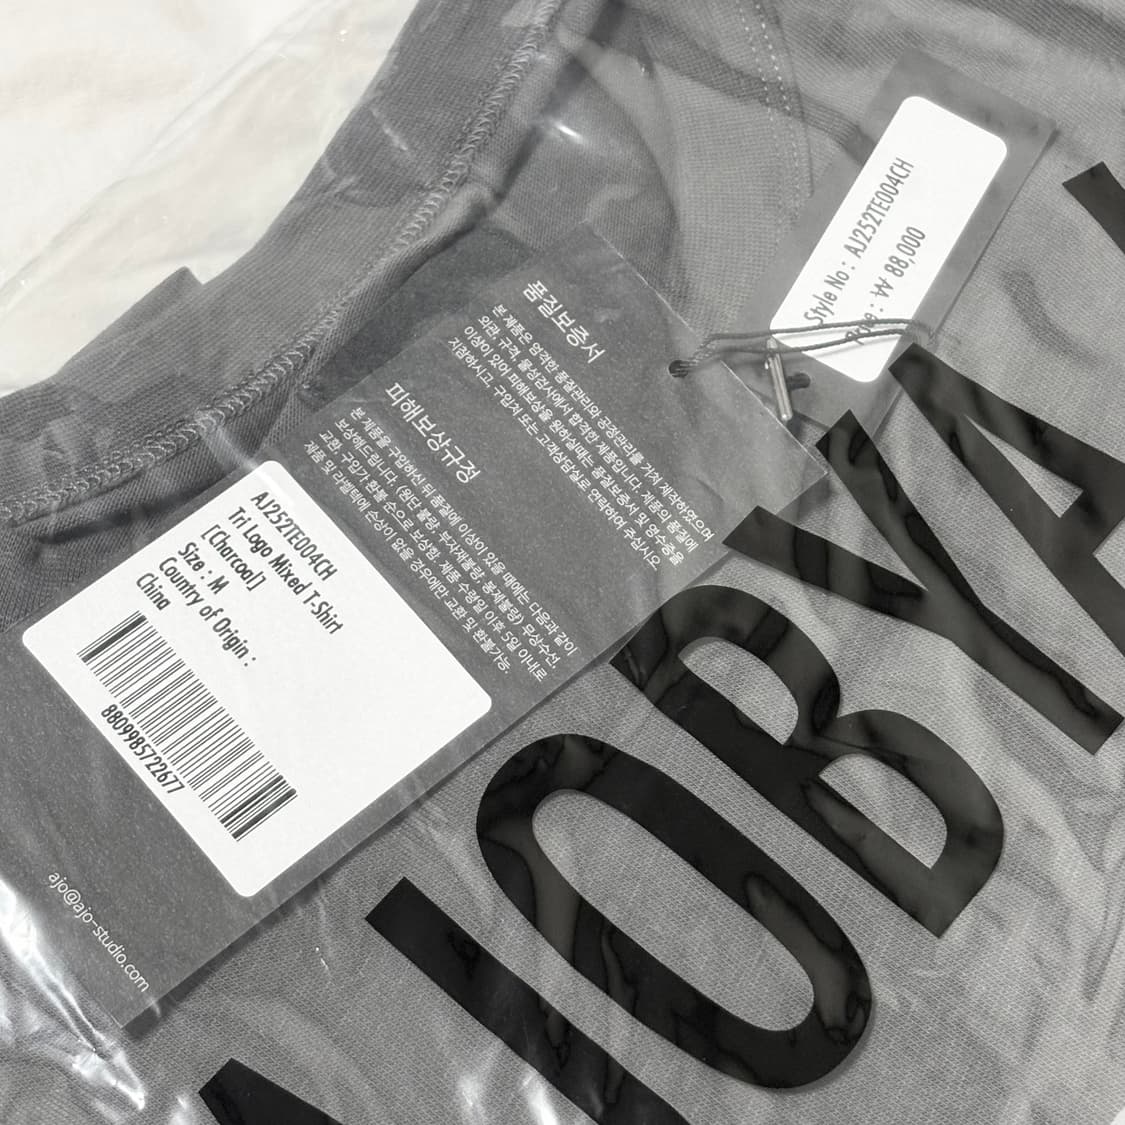 Style No : AJ252TE004CH
Price : ₩ 88,000
품질보증서
본 제품은 엄격한 품질관리와 공정관리를 거쳐 제작하였으며
외관, 규격, 물성검사에서 합격한 제품입니다. 제품의 품질에
이상이 있어 피해보상을 원하실때는 품질보증서 및 영수증을
지참하시고, 구입처 또는 고객상담실로 연락하여 주십시오.
피해보상규정
본 제품을 구입하신 뒤 품질에 이상이 있을 때에는 다음과 같이
보상해드립니다. (원단 불량, 부자재불량, 봉제불량) 무상수선,
교환, 구입가 환불 순으로 보상함. 제품 수령일 이후 5일 이내로
제품 및 라벨택에 손상이 없을 경우에만 교환 및 환불가능.
AJ252TE004CH
Tri Logo Mixed T-Shirt
[Charcoal]
Size : M
Country of Origin :
China
8809985722677
ajo@ajo-studio.com
AJOBYA